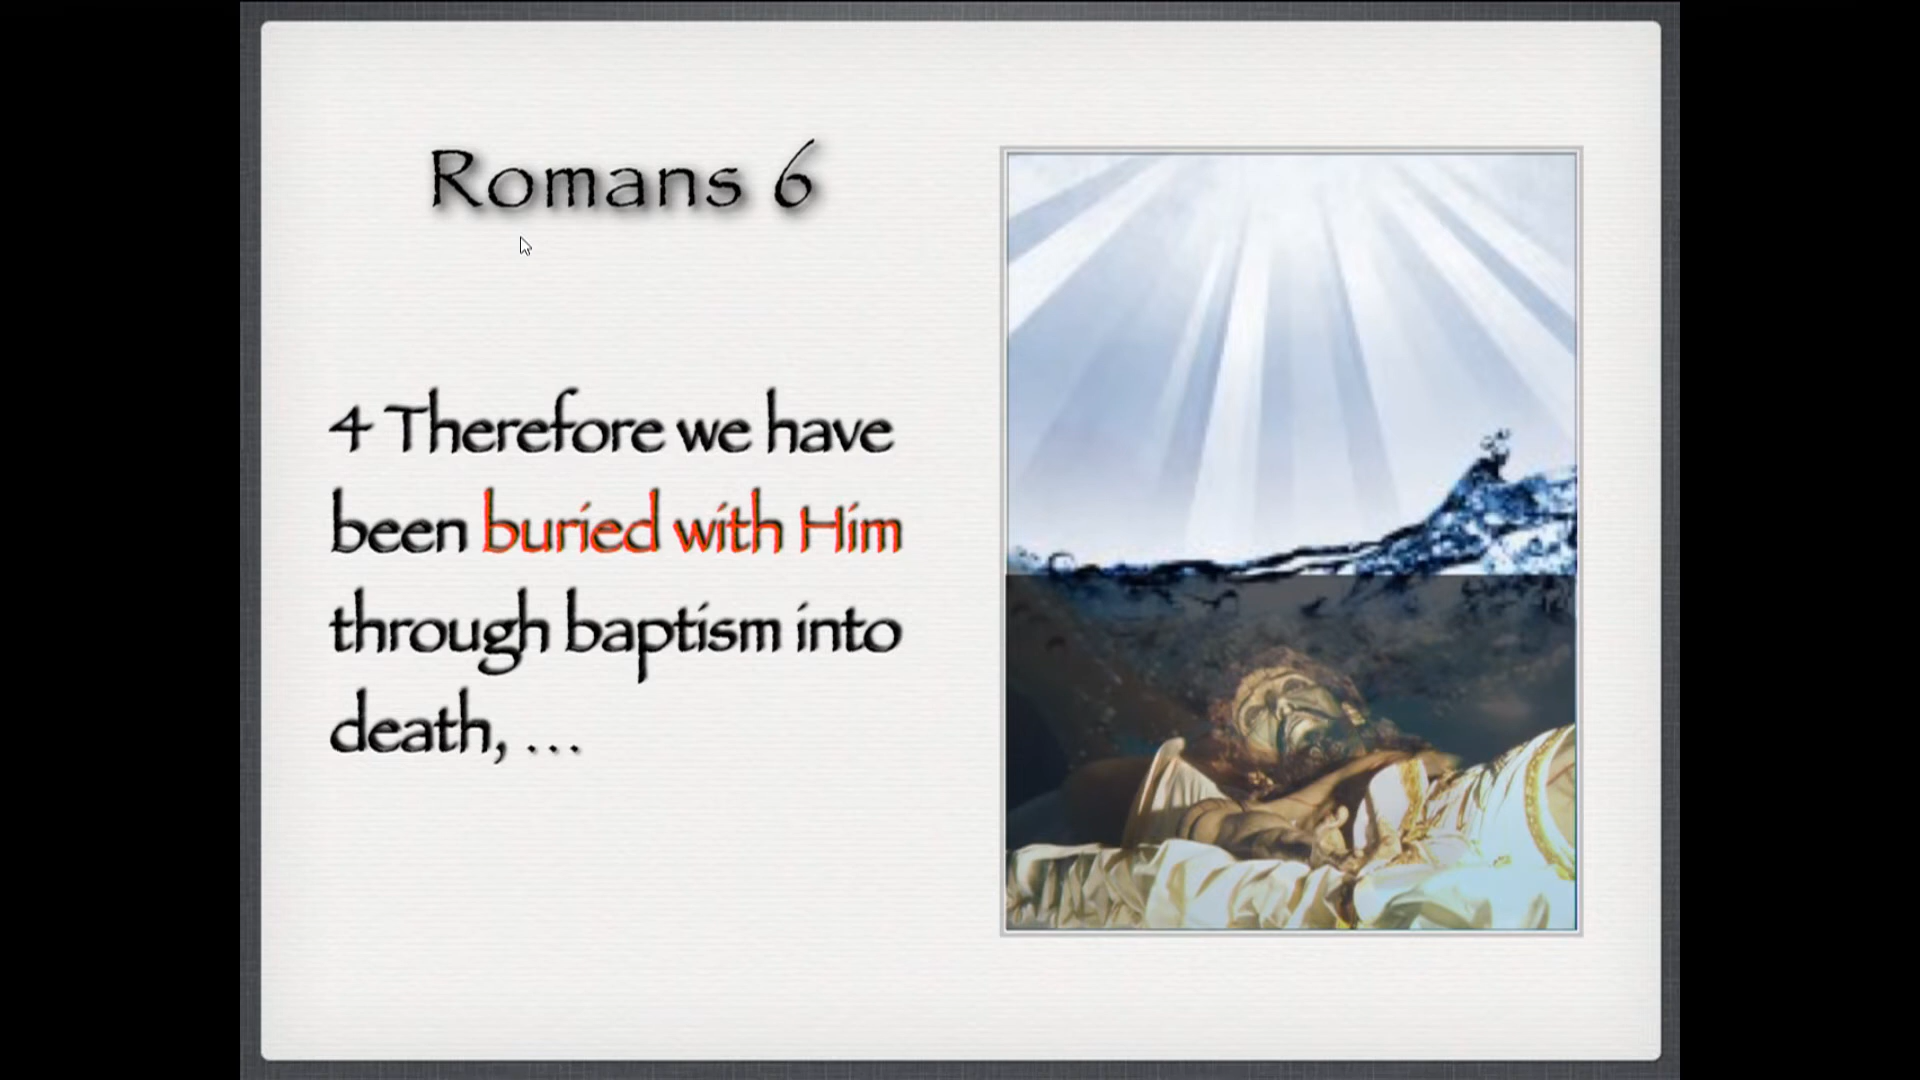 Romans 6
4 Therefore we have
been buried with Him
through baptism into
death, ...